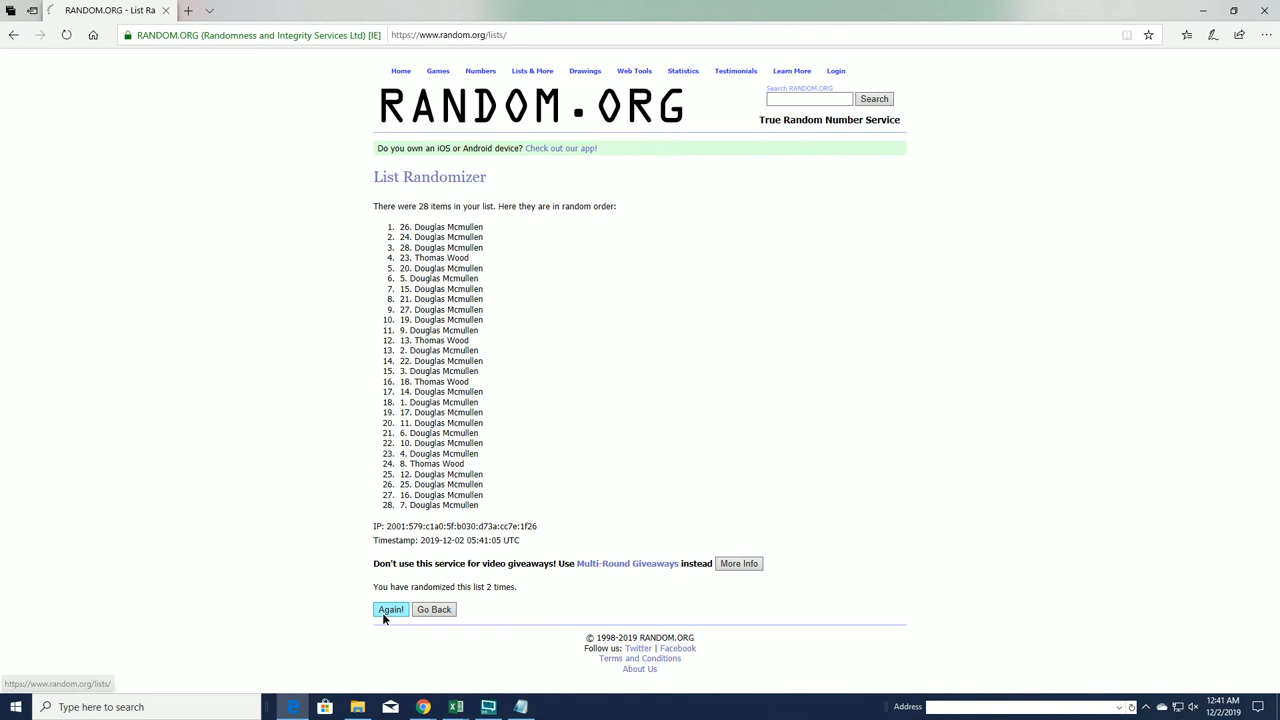 RANDOM.ORG - List Ra
RANDOM.ORG (Randomness and Integrity Services Ltd) [IE]
https://www.random.org/lists/
Home Games Numbers Lists & More Drawings Web Tools Statistics Testimonials Learn More Login
RANDOM.ORG
Search RANDOM.ORG
Search
True Random Number Service
Do you own an iOS or Android device? Check out our app!
List Randomizer
There were 28 items in your list. Here they are in random order:
1. 26. Douglas Mcmullen
2. 24. Douglas Mcmullen
3. 28. Douglas Mcmullen
4. 23. Thomas Wood
5. 20. Douglas Mcmullen
6. 5. Douglas Mcmullen
7. 15. Douglas Mcmullen
8. 21. Douglas Mcmullen
9. 27. Douglas Mcmullen
10. 19. Douglas Mcmullen
11. 9. Douglas Mcmullen
12. 13. Thomas Wood
13. 2. Douglas Mcmullen
14. 22. Douglas Mcmullen
15. 3. Douglas Mcmullen
16. 18. Thomas Wood
17. 14. Douglas Mcmullen
18. 1. Douglas Mcmullen
19. 17. Douglas Mcmullen
20. 11. Douglas Mcmullen
21. 6. Douglas Mcmullen
22. 10. Douglas Mcmullen
23. 4. Douglas Mcmullen
24. 8. Thomas Wood
25. 12. Douglas Mcmullen
26. 25. Douglas Mcmullen
27. 16. Douglas Mcmullen
28. 7. Douglas Mcmullen
IP: 2001:579:c1a0:5f:b030:d73a:cc7e:1f26
Timestamp: 2019-12-02 05:41:05 UTC
Don't use this service for video giveaways! Use Multi-Round Giveaways instead More Info
You have randomized this list 2 times.
Again! Go Back
© 1998-2019 RANDOM.ORG
Follow us: Twitter | Facebook
Terms and Conditions
About Us
https://www.random.org/lists/
Type here to search
Address
12:41 AM
12/2/2019